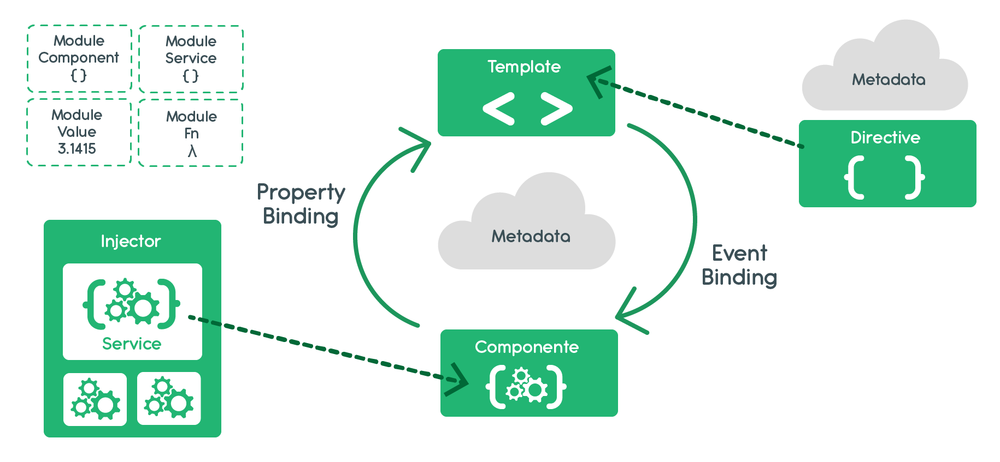 Module
Component
{}
Module
Service
{}
Module
Value
3.1415
Module
Fn
λ
Template
< >
Metadata
Directive
{ }
Property
Binding
Metadata
Event
Binding
Injector
{ }
Service
Componente
{ }